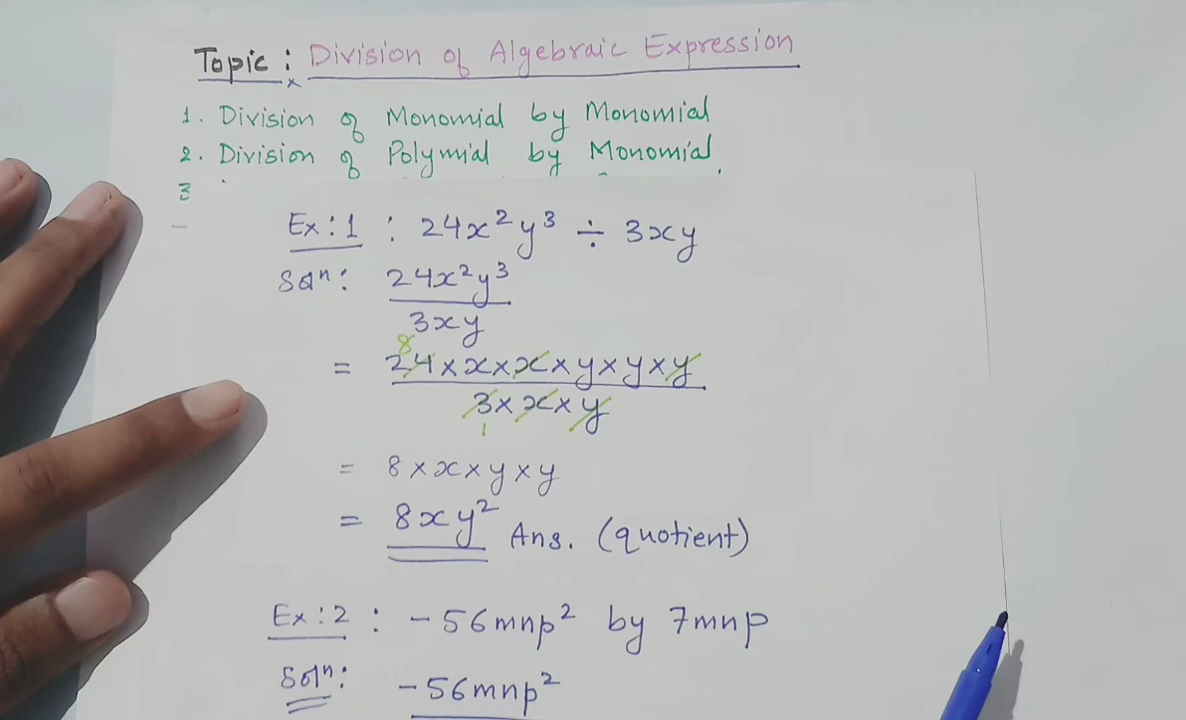 Topic : Division of Algebraic Expression
1. Division of Monomial by Monomial
2. Division of Polymial by Monomial
3
Ex : 1 : 24x²y³ ÷ 3xy
Solⁿ: 24x²y³
3xy
8
= 24 × x × x × y × y × y
3 × x × y
1
= 8 × x × y × y
= 8xy² Ans. (quotient)
Ex : 2 : -56mnp² by 7mnp
Solⁿ: -56mnp²